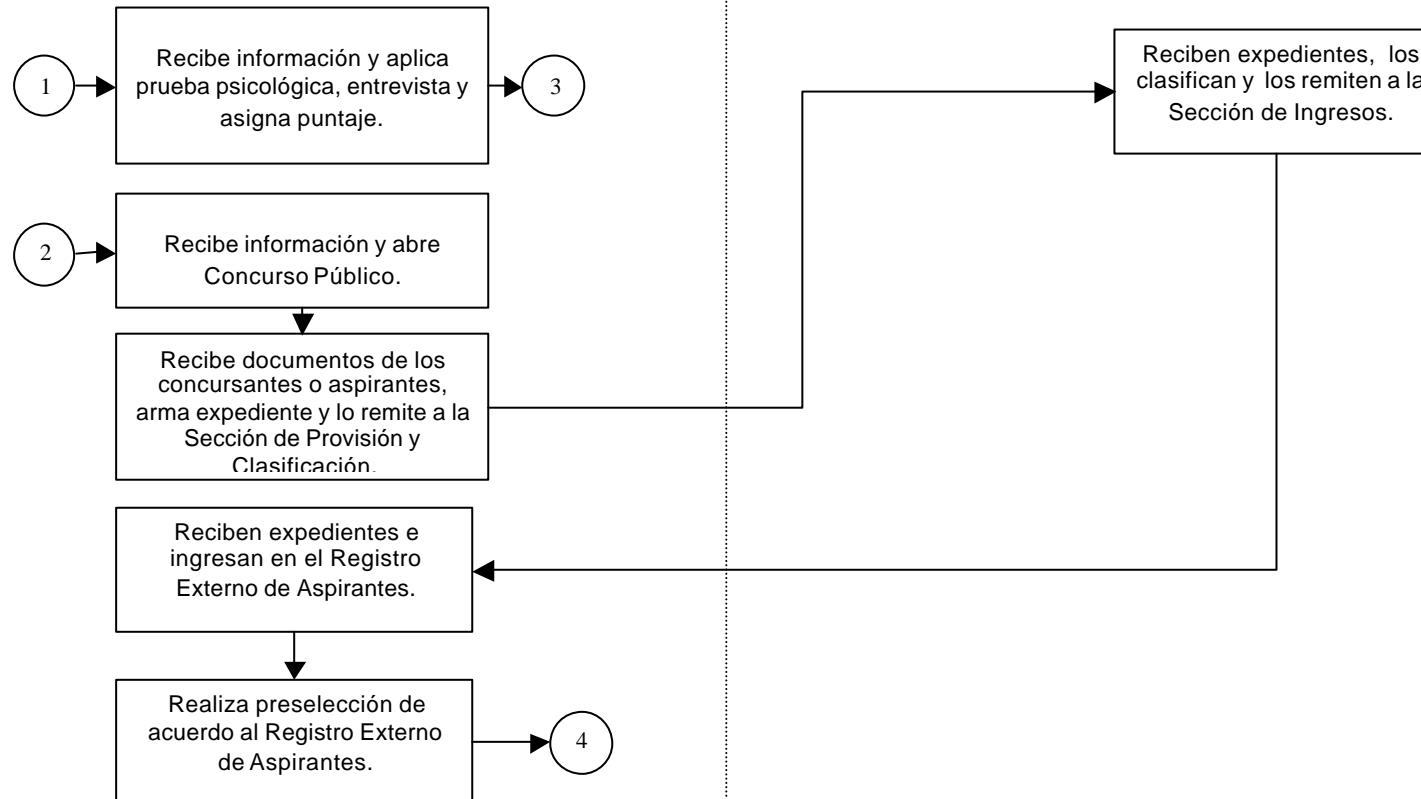 1
Recibe información y aplica
prueba psicológica, entrevista y
asigna puntaje.
3
Reciben expedientes, los
clasifican y los remiten a la
Sección de Ingresos.
2
Recibe información y abre
Concurso Público.
Recibe documentos de los
concursantes o aspirantes,
arma expediente y lo remite a la
Sección de Provisión y
Clasificación.
Reciben expedientes e
ingresan en el Registro
Externo de Aspirantes.
Realiza preselección de
acuerdo al Registro Externo
de Aspirantes.
4